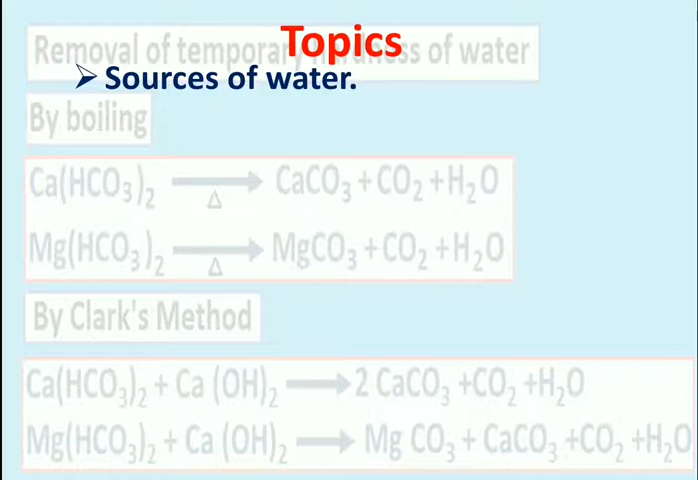 Topics
Removal of temporary hardness of water
➢ Sources of water.
By boiling
Ca(HCO₃)₂ ⟶ CaCO₃ + CO₂ + H₂O
Δ
Mg(HCO₃)₂ ⟶ MgCO₃ + CO₂ + H₂O
Δ
By Clark's Method
Ca(HCO₃)₂ + Ca (OH)₂ ⟶ 2 CaCO₃ +CO₂ +H₂O
Mg(HCO₃)₂ + Ca (OH)₂ ⟶ Mg CO₃ + CaCO₃ +CO₂ +H₂O